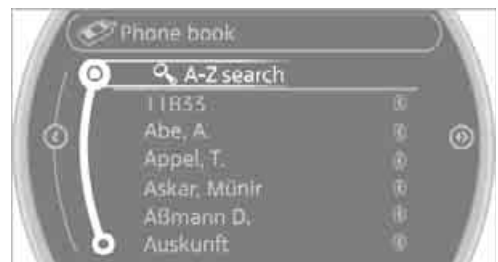 Phone book
A-Z search
11833
Abe, A.
Appel, T.
Askar, Münir
Aßmann D.
Auskunft